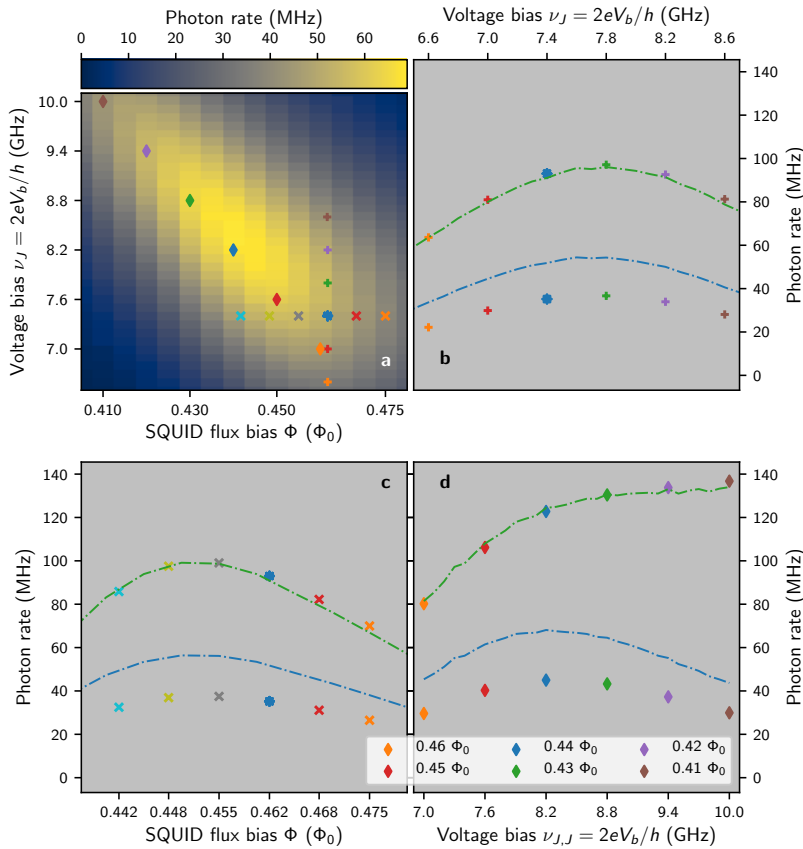 Photon rate (MHz)
0 10 20 30 40 50 60
Voltage bias ν_J = 2eV_b/h (GHz)
10.0
9.4
8.8
8.2
7.6
7.0
a
0.410 0.430 0.450 0.475
SQUID flux bias Φ (Φ_0)
Voltage bias ν_J = 2eV_b/h (GHz)
6.6 7.0 7.4 7.8 8.2 8.6
140
120
100
80
60
40
20
0
Photon rate (MHz)
b
c
Photon rate (MHz)
140
120
100
80
60
40
20
0
0.442 0.448 0.455 0.462 0.468 0.475
SQUID flux bias Φ (Φ_0)
d
140
120
100
80
60
40
20
0
Photon rate (MHz)
0.46 Φ_0 0.44 Φ_0 0.42 Φ_0
0.45 Φ_0 0.43 Φ_0 0.41 Φ_0
7.0 7.6 8.2 8.8 9.4 10.0
Voltage bias ν_{J,J} = 2eV_b/h (GHz)